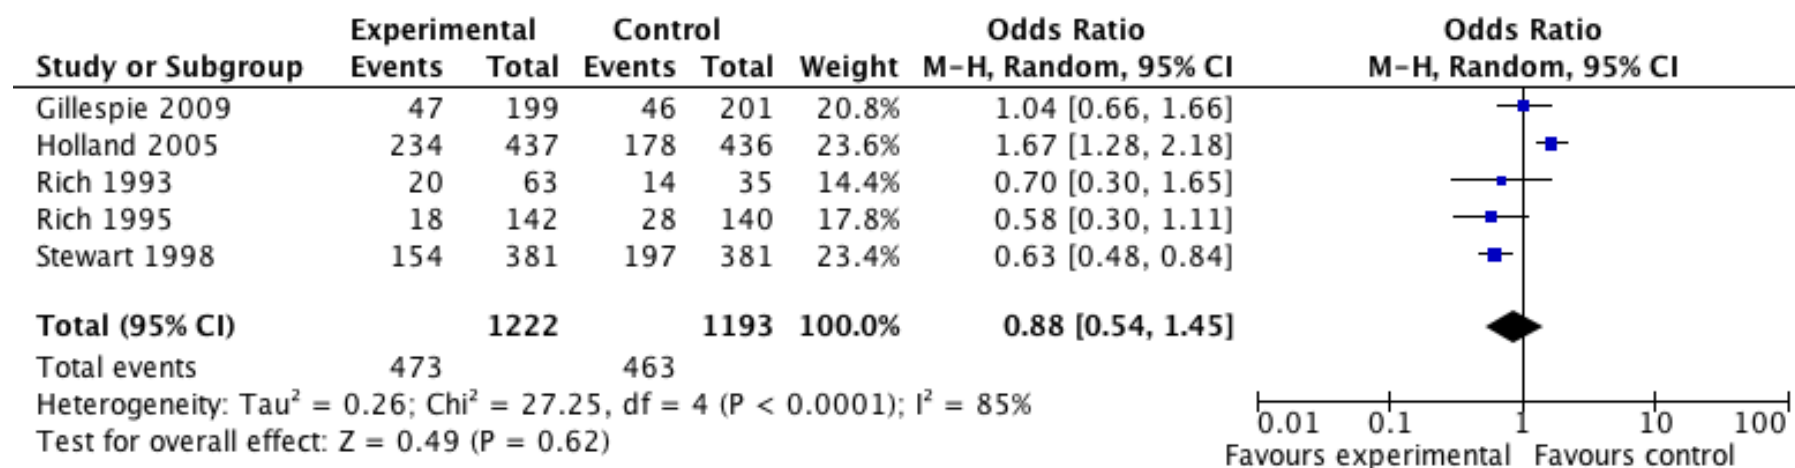 Experimental Control Odds Ratio Odds Ratio
Study or Subgroup Events Total Events Total Weight M-H, Random, 95% CI M-H, Random, 95% CI
Gillespie 2009 47 199 46 201 20.8% 1.04 [0.66, 1.66]
Holland 2005 234 437 178 436 23.6% 1.67 [1.28, 2.18]
Rich 1993 20 63 14 35 14.4% 0.70 [0.30, 1.65]
Rich 1995 18 142 28 140 17.8% 0.58 [0.30, 1.11]
Stewart 1998 154 381 197 381 23.4% 0.63 [0.48, 0.84]
Total (95% CI) 1222 1193 100.0% 0.88 [0.54, 1.45]
Total events 473 463
Heterogeneity: Tau² = 0.26; Chi² = 27.25, df = 4 (P < 0.0001); I² = 85%
Test for overall effect: Z = 0.49 (P = 0.62)
0.01 0.1 1 10 100
Favours experimental Favours control